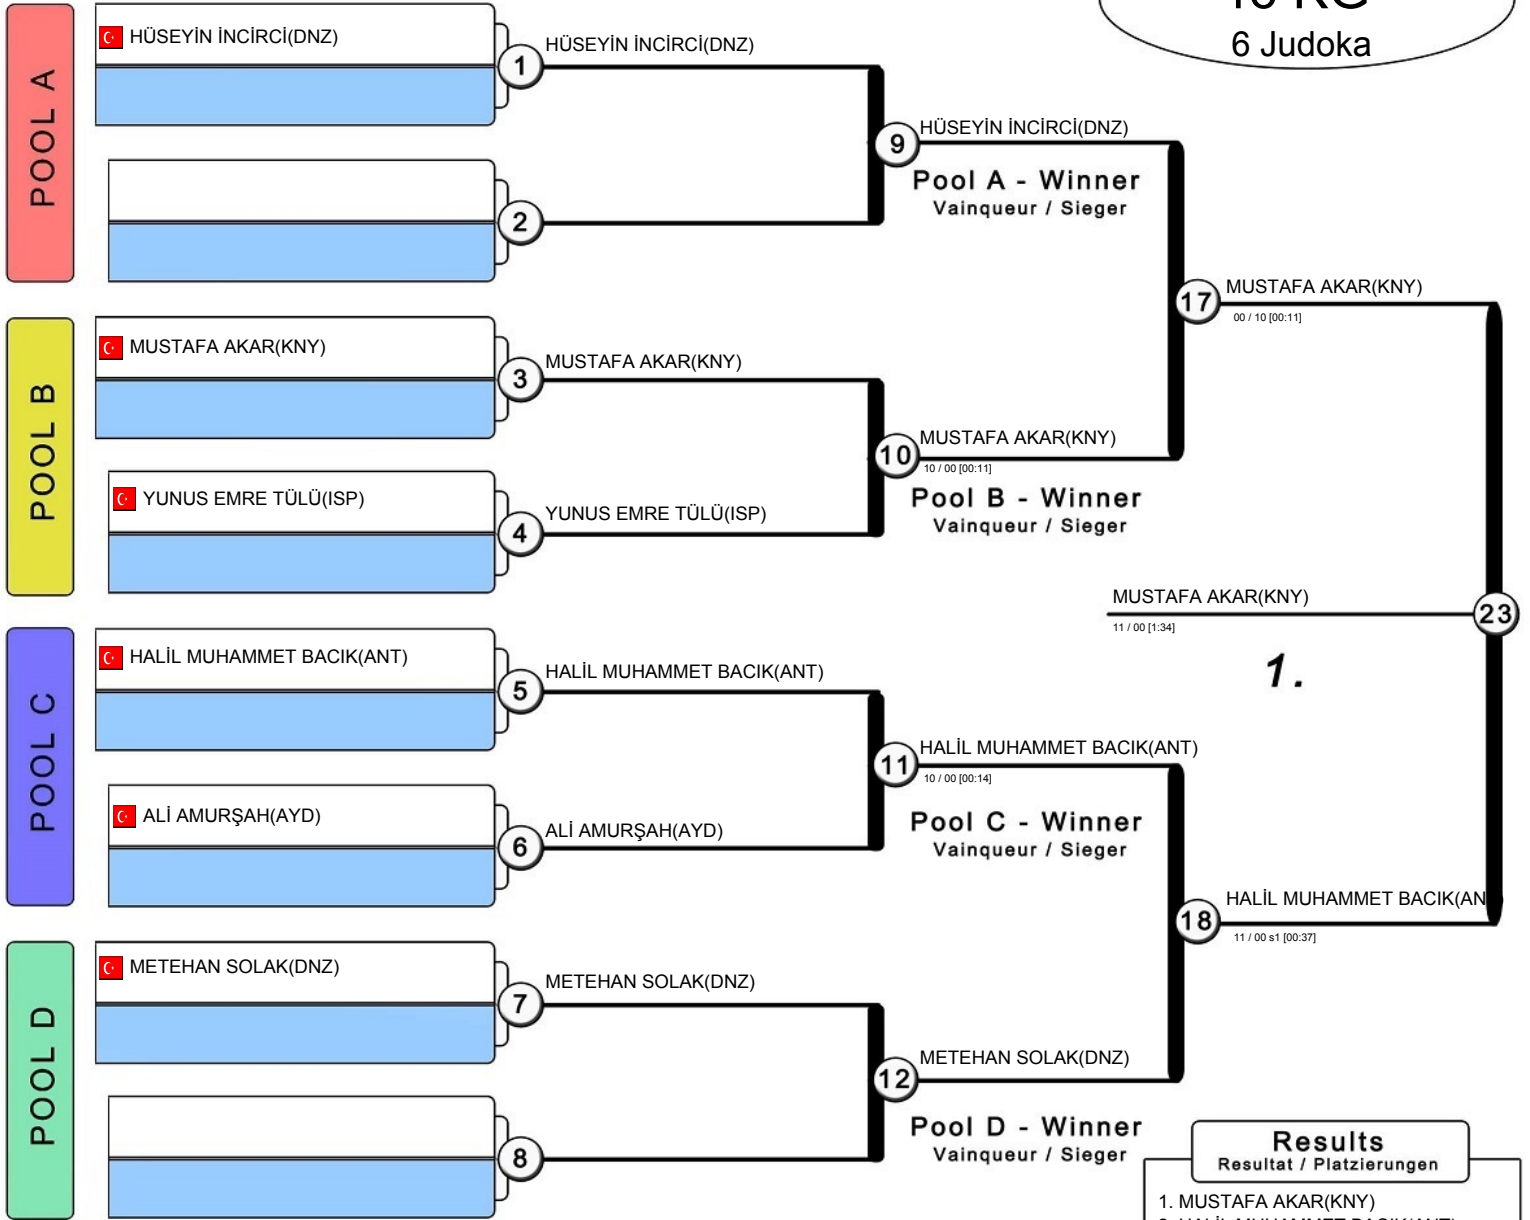 6 Judoka
POOL A
HÜSEYİN İNCİRCİ(DNZ)
1
HÜSEYİN İNCİRCİ(DNZ)
2
9
HÜSEYİN İNCİRCİ(DNZ)
Pool A - Winner
Vainqueur / Sieger
17
MUSTAFA AKAR(KNY)
00 / 10 [00:11]
POOL B
MUSTAFA AKAR(KNY)
3
MUSTAFA AKAR(KNY)
YUNUS EMRE TÜLÜ(ISP)
4
YUNUS EMRE TÜLÜ(ISP)
10
MUSTAFA AKAR(KNY)
10 / 00 [00:11]
Pool B - Winner
Vainqueur / Sieger
MUSTAFA AKAR(KNY)
11 / 00 [1:34]
23
1.
POOL C
HALİL MUHAMMET BACIK(ANT)
5
HALİL MUHAMMET BACIK(ANT)
ALİ AMURŞAH(AYD)
6
ALİ AMURŞAH(AYD)
11
HALİL MUHAMMET BACIK(ANT)
10 / 00 [00:14]
Pool C - Winner
Vainqueur / Sieger
18
HALİL MUHAMMET BACIK(AN
11 / 00 s1 [00:37]
POOL D
METEHAN SOLAK(DNZ)
7
METEHAN SOLAK(DNZ)
8
12
METEHAN SOLAK(DNZ)
Pool D - Winner
Vainqueur / Sieger
Results
Resultat / Platzierungen
1. MUSTAFA AKAR(KNY)